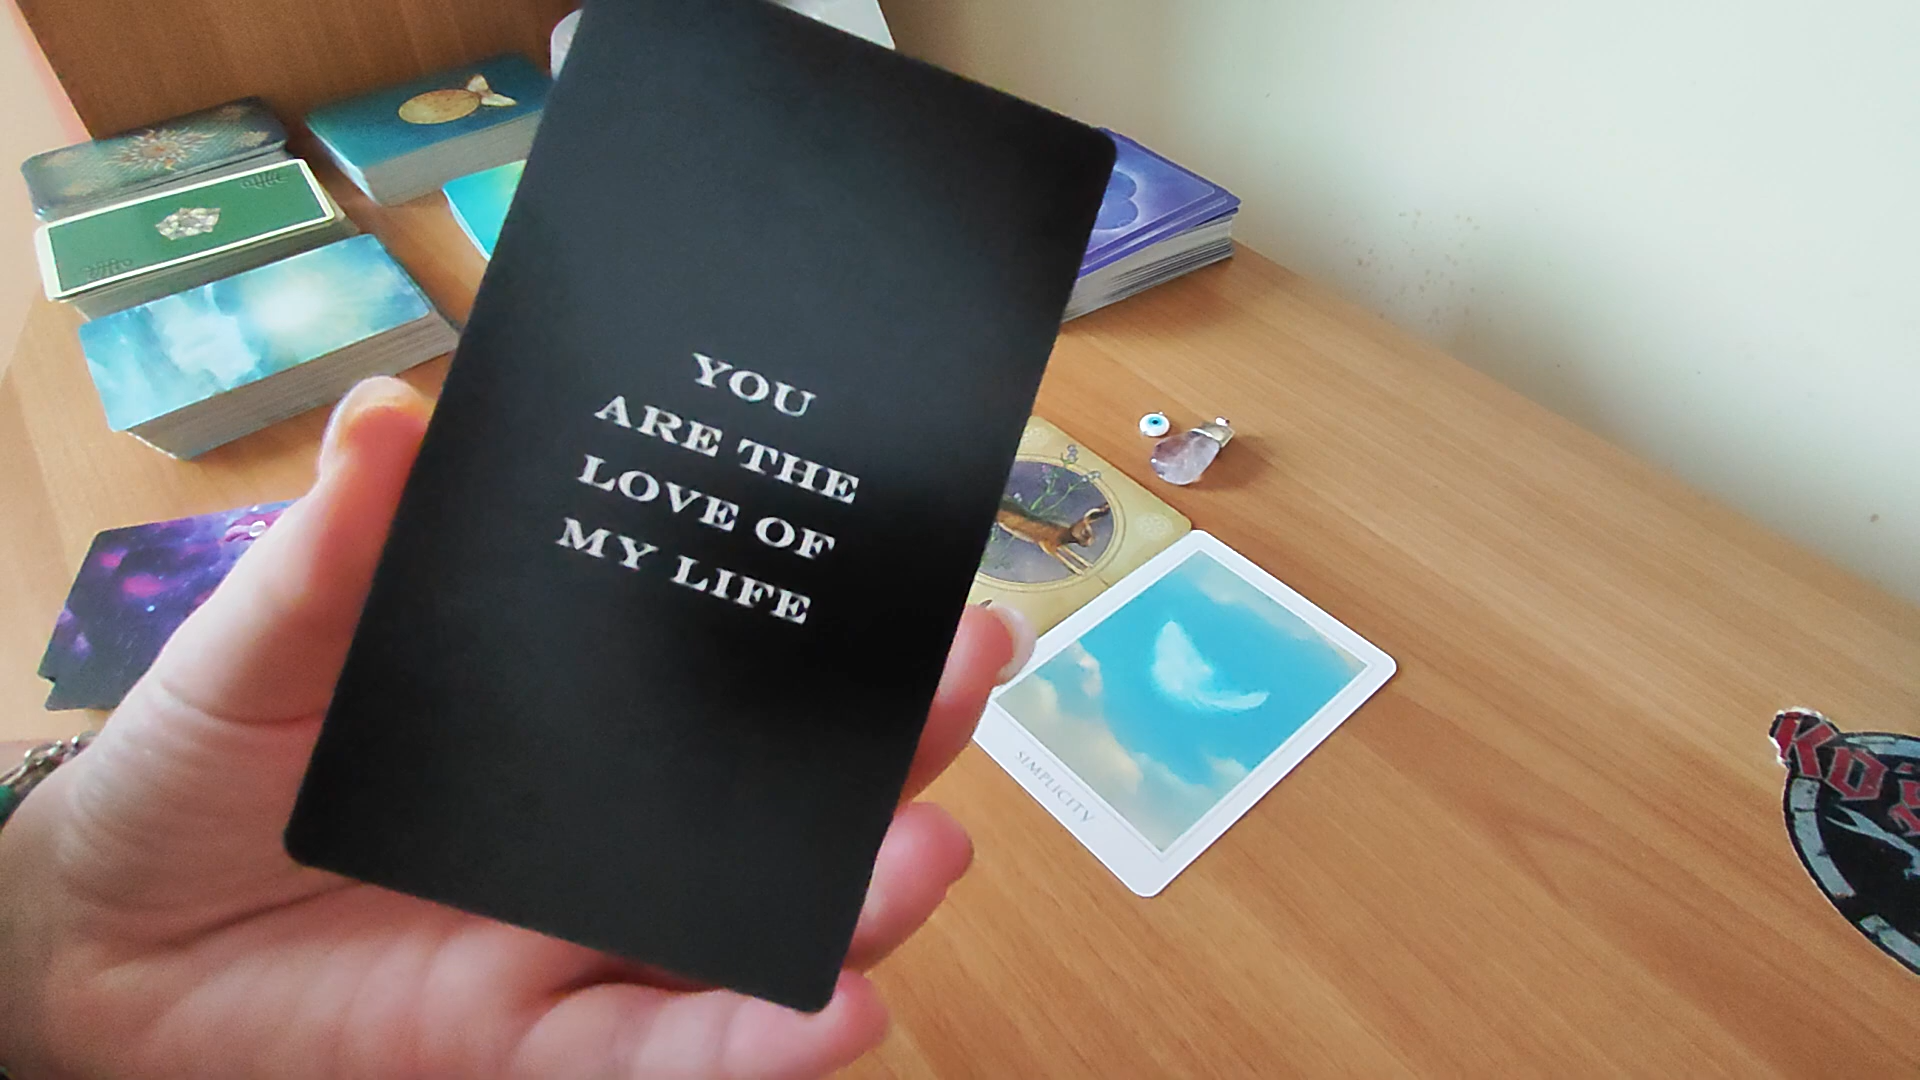 YOU
ARE THE
LOVE OF
MY LIFE
SIMPLICITY